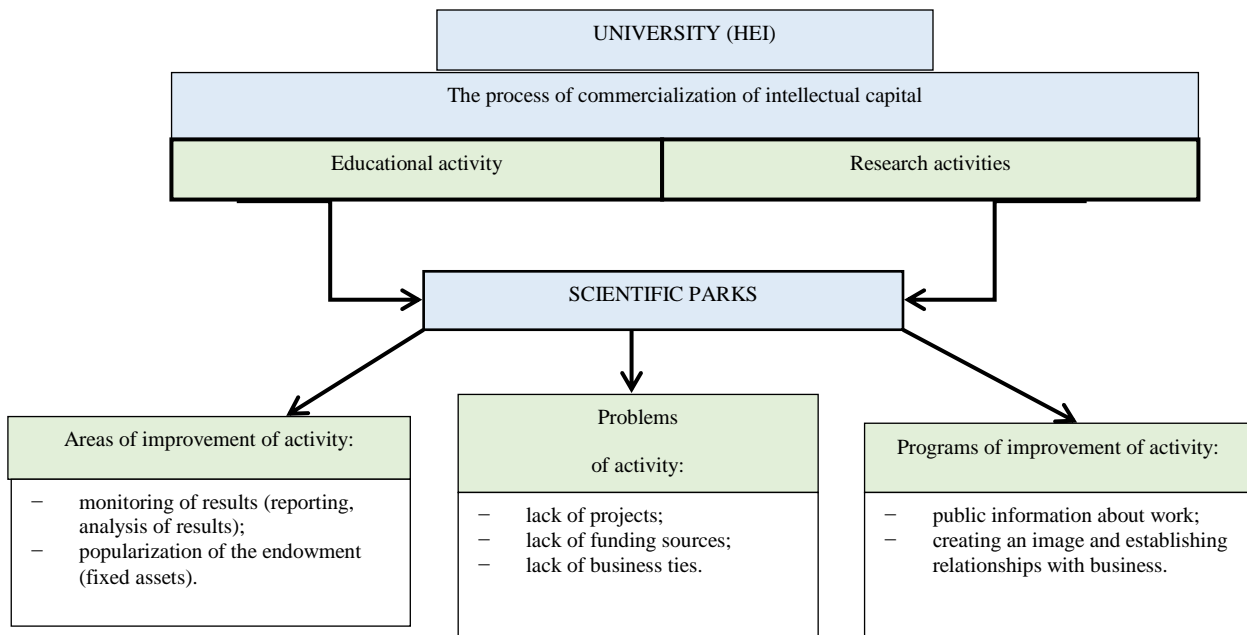 UNIVERSITY (HEI)
The process of commercialization of intellectual capital
Educational activity
Research activities
SCIENTIFIC PARKS
Areas of improvement of activity:
− monitoring of results (reporting,
analysis of results);
− popularization of the endowment
(fixed assets).
Problems
of activity:
− lack of projects;
− lack of funding sources;
− lack of business ties.
Programs of improvement of activity:
− public information about work;
− creating an image and establishing
relationships with business.